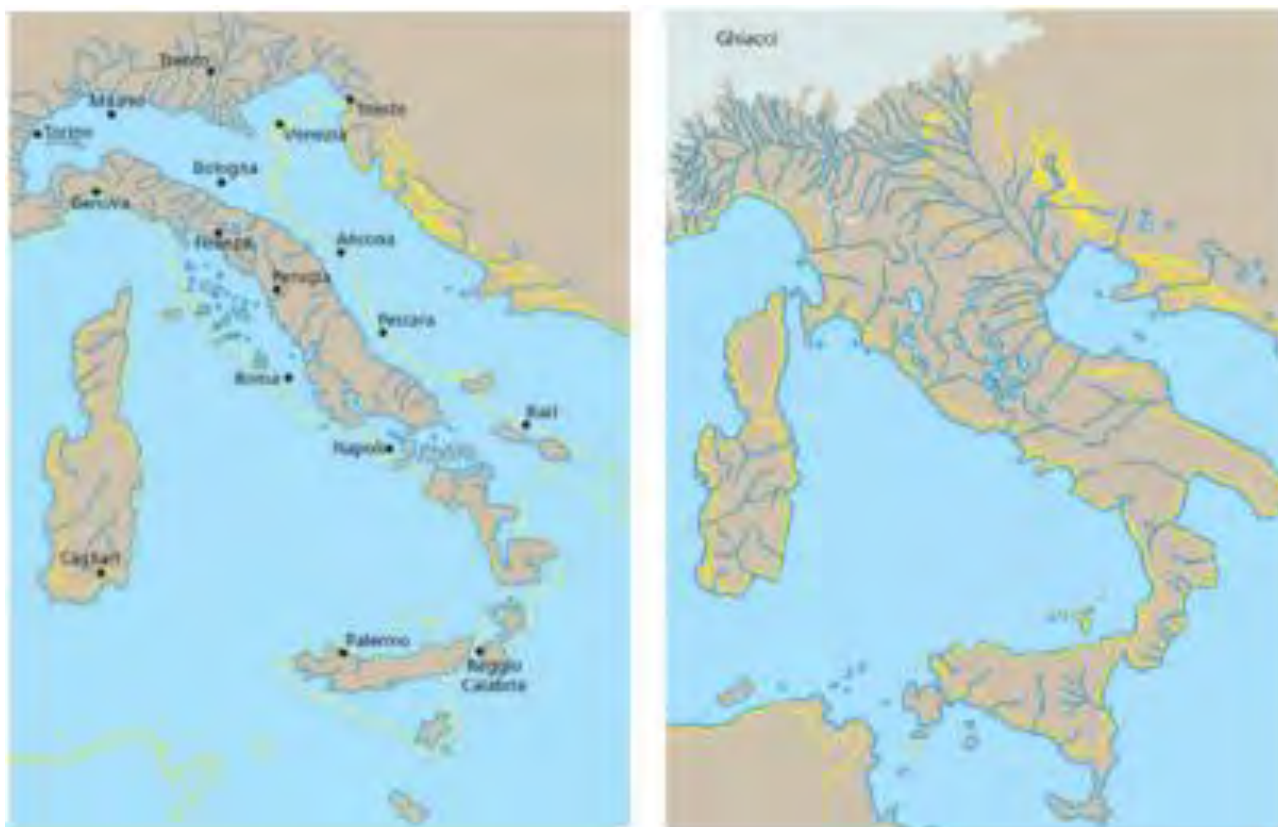 Trento
Milano
Trieste
Torino
Venezia
Bologna
Genova
Firenze
Ancona
Perugia
Pescara
Roma
Bari
Napoli
Cagliari
Palermo
Reggio
Calabria
Ghiacci